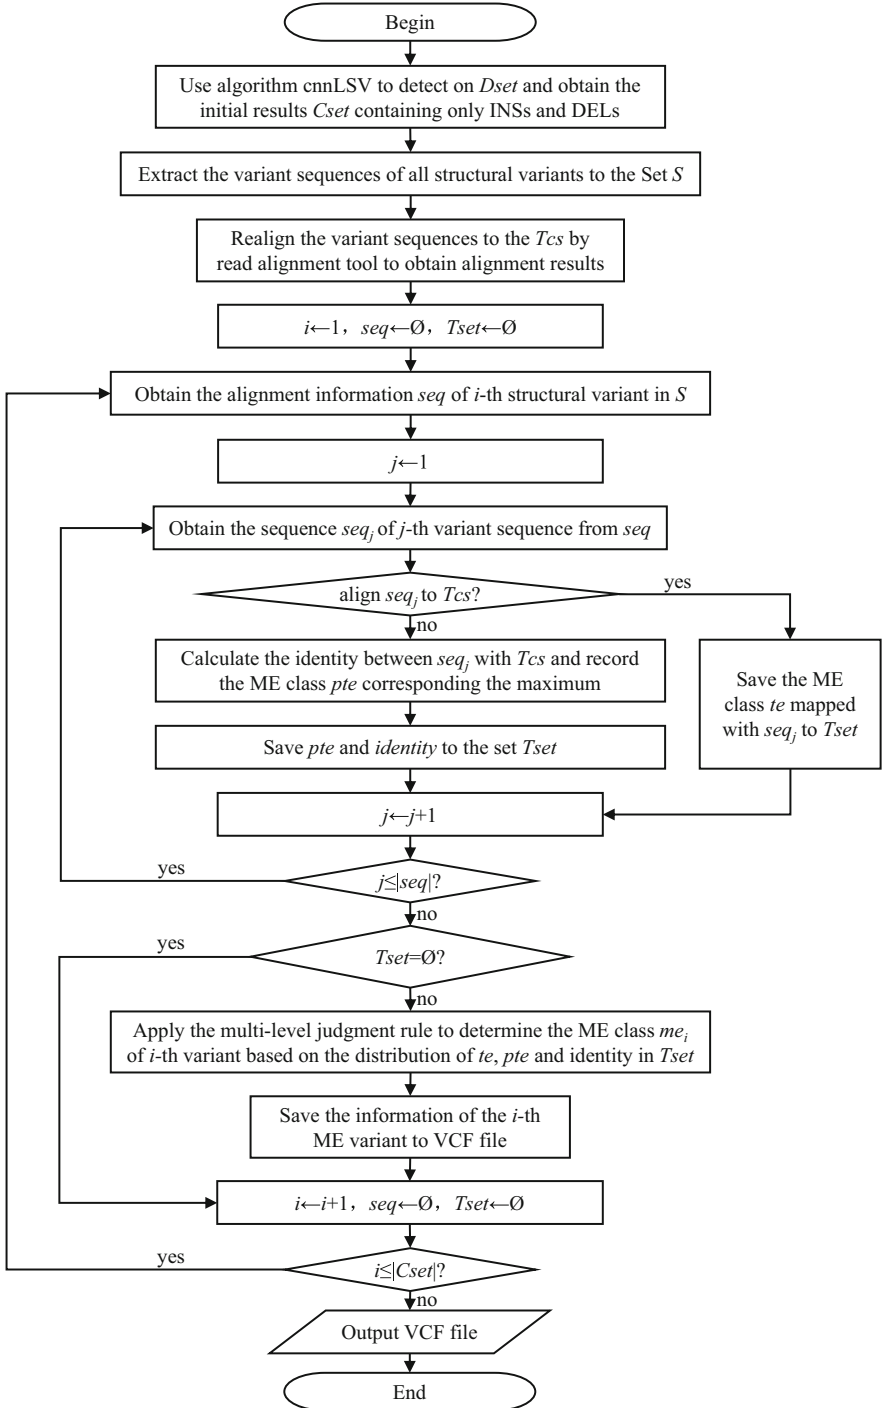 Begin
Use algorithm cnnLSV to detect on Dset and obtain the
initial results Cset containing only INSs and DELs
Extract the variant sequences of all structural variants to the Set S
Realign the variant sequences to the Tcs by
read alignment tool to obtain alignment results
i←1, seq←Ø, Tset←Ø
Obtain the alignment information seq of i-th structural variant in S
j←1
Obtain the sequence seqj of j-th variant sequence from seq
align seqj to Tcs?
yes
no
Calculate the identity between seqj with Tcs and record
the ME class pte corresponding the maximum
Save the ME
class te mapped
with seqj to Tset
Save pte and identity to the set Tset
j←j+1
yes
j≤|seq|?
no
yes
Tset=Ø?
no
Apply the multi-level judgment rule to determine the ME class mei
of i-th variant based on the distribution of te, pte and identity in Tset
Save the information of the i-th
ME variant to VCF file
i←i+1, seq←Ø, Tset←Ø
yes
i≤|Cset|?
no
Output VCF file
End